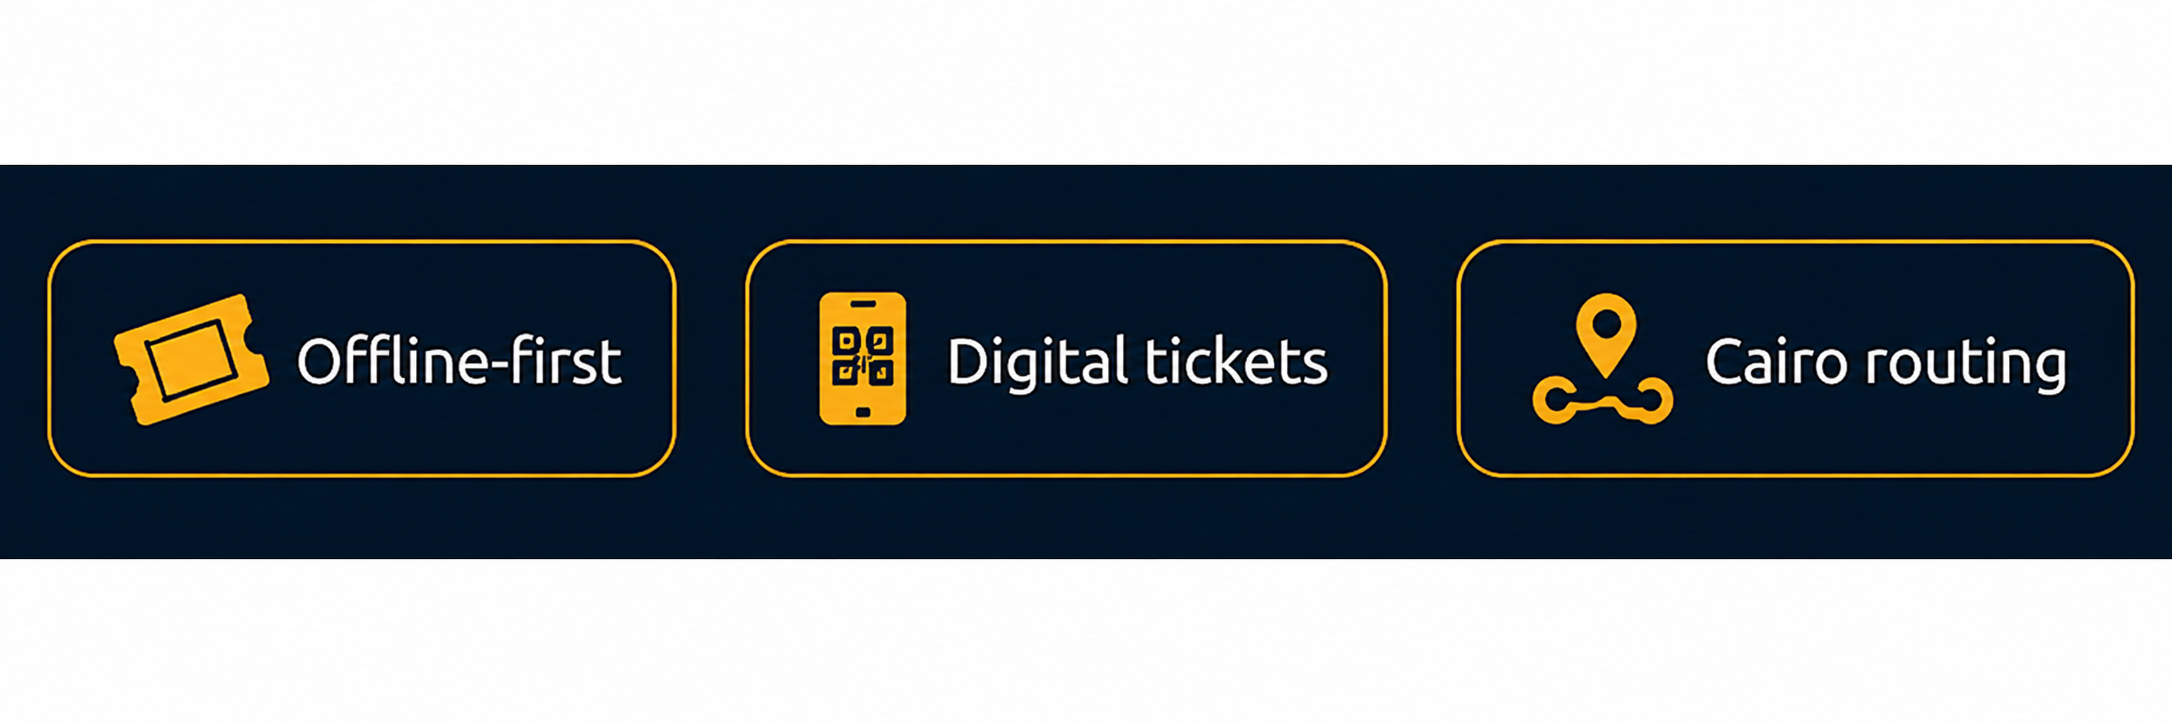 Offline-first
Digital tickets
Cairo routing